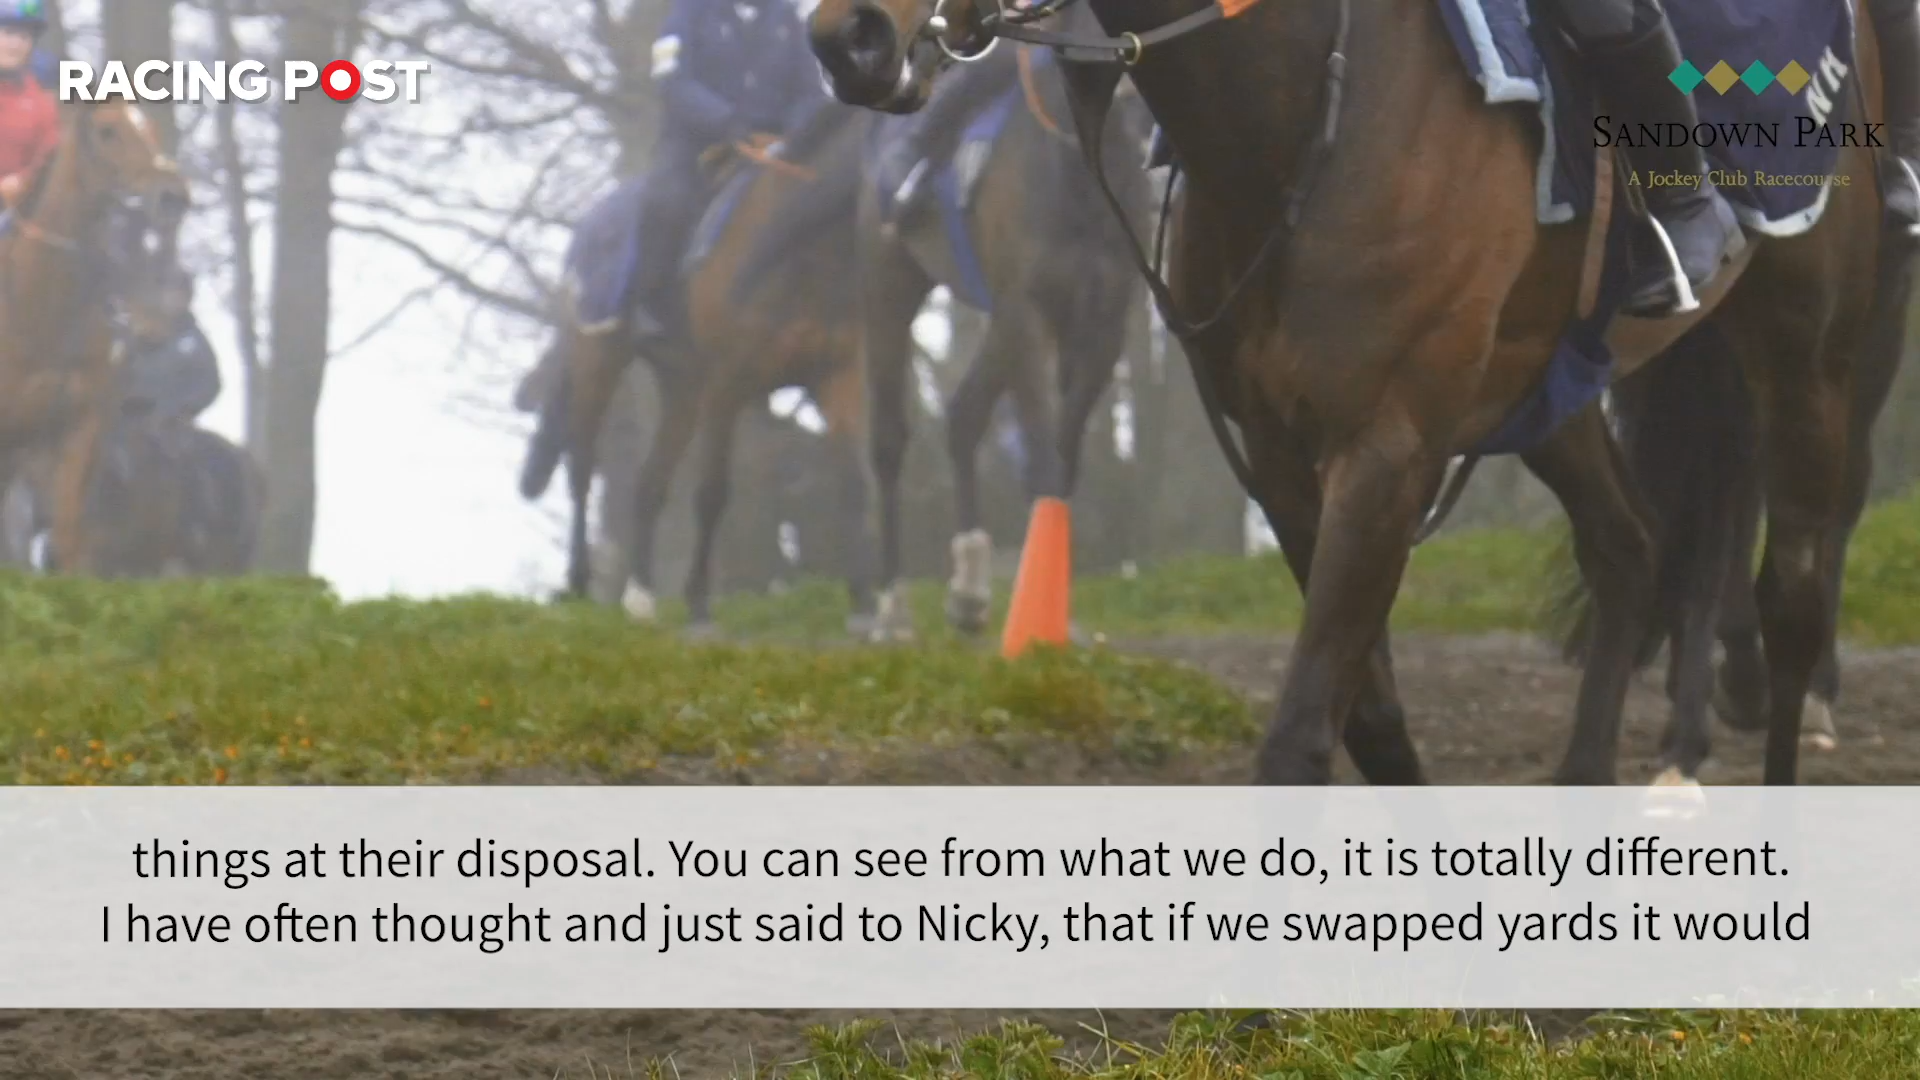 RACING POST
NH
SANDOWN PARK
A Jockey Club Racecourse
things at their disposal. You can see from what we do, it is totally different.
I have often thought and just said to Nicky, that if we swapped yards it would